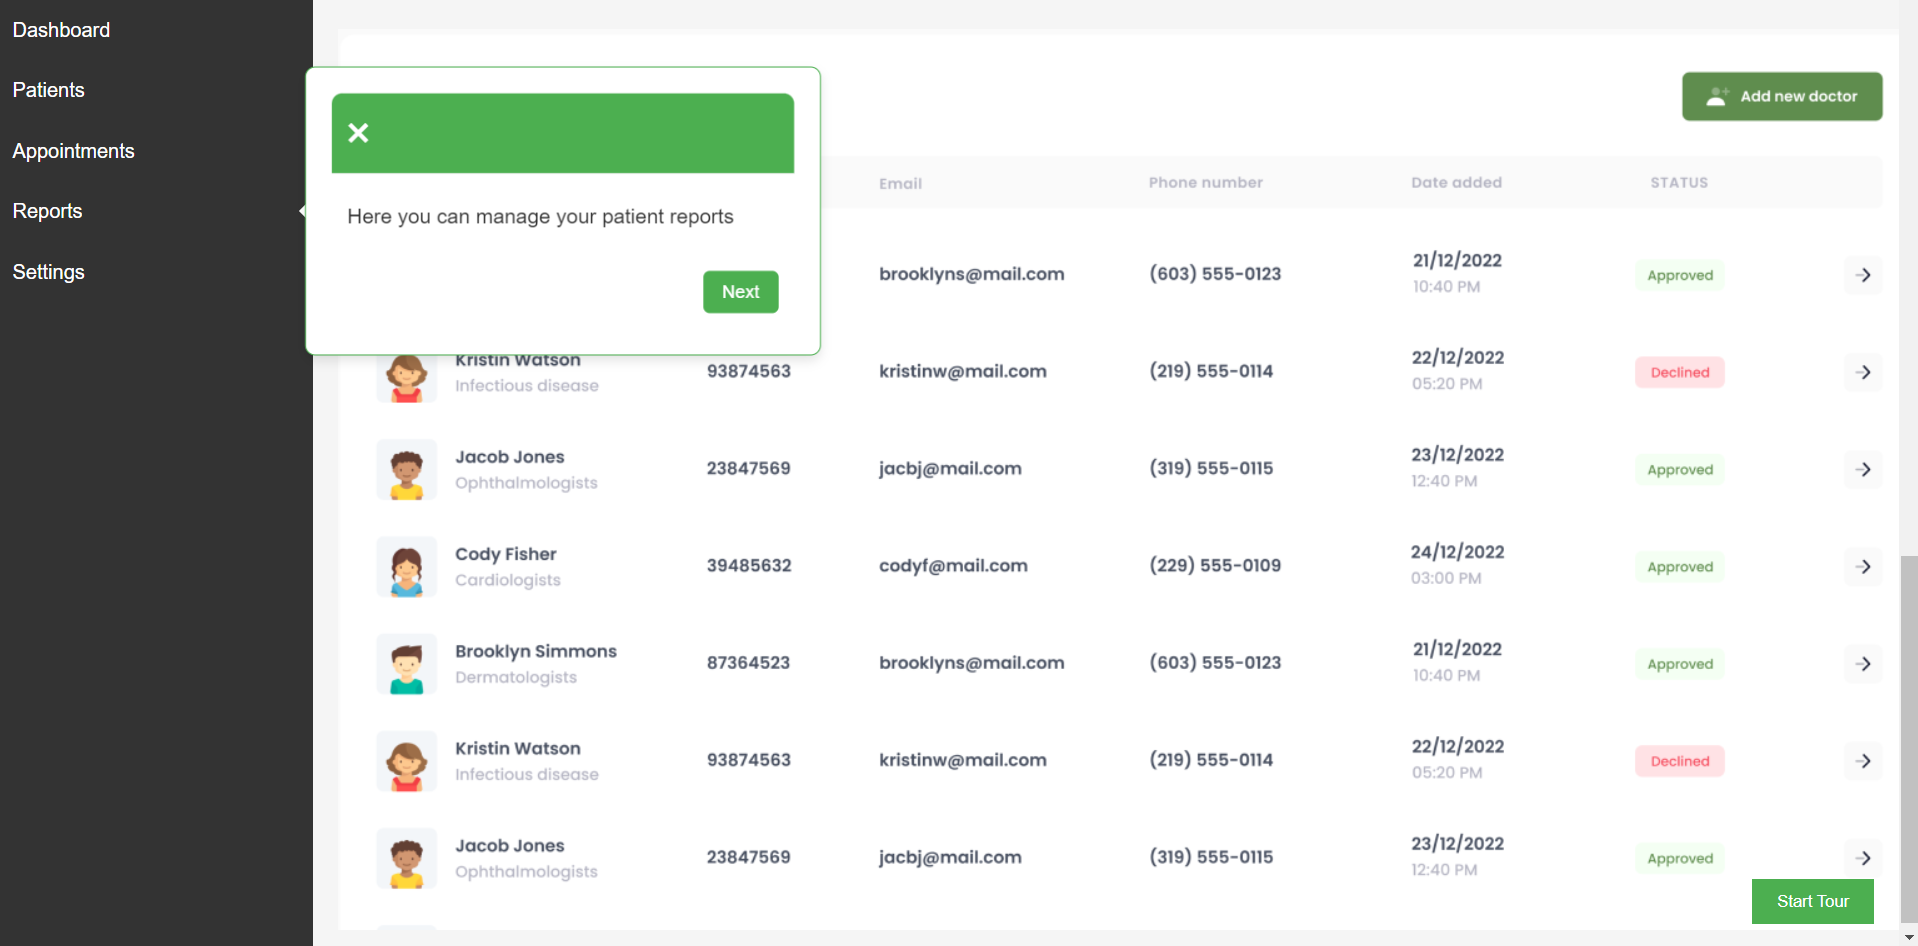 Dashboard
Patients
Appointments
Reports
Settings
Here you can manage your patient reports
Next
Add new doctor
Email Phone number Date added STATUS
brooklyns@mail.com (603) 555-0123 21/12/2022 Approved
10:40 PM
Kristin Watson 93874563 kristinw@mail.com (219) 555-0114 22/12/2022 Declined
Infectious disease 05:20 PM
Jacob Jones 23847569 jacbj@mail.com (319) 555-0115 23/12/2022 Approved
Ophthalmologists 12:40 PM
Cody Fisher 39485632 codyf@mail.com (229) 555-0109 24/12/2022 Approved
Cardiologists 03:00 PM
Brooklyn Simmons 87364523 brooklyns@mail.com (603) 555-0123 21/12/2022 Approved
Dermatologists 10:40 PM
Kristin Watson 93874563 kristinw@mail.com (219) 555-0114 22/12/2022 Declined
Infectious disease 05:20 PM
Jacob Jones 23847569 jacbj@mail.com (319) 555-0115 23/12/2022 Approved
Ophthalmologists 12:40 PM
Start Tour